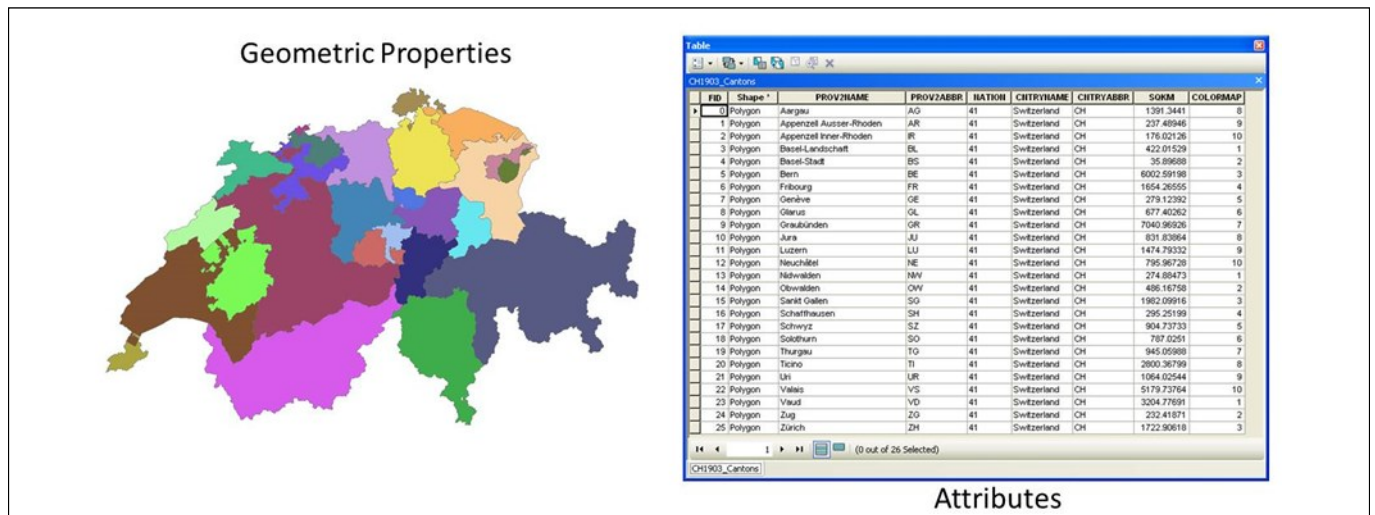 Geometric Properties
Table
CH1903_Cantons
FID Shape * PROV2NAME PROV2ABBR NATION CNTRYNAME CNTRYABBR SQKM COLORMAP
0 Polygon Aargau AG 41 Switzerland CH 1391.3441 8
1 Polygon Appenzell Ausser-Rhoden AR 41 Switzerland CH 237.48946 9
2 Polygon Appenzell Inner-Rhoden IR 41 Switzerland CH 176.02126 10
3 Polygon Basel-Landschaft BL 41 Switzerland CH 422.01529 1
4 Polygon Basel-Stadt BS 41 Switzerland CH 35.89688 2
5 Polygon Bern BE 41 Switzerland CH 6002.59198 3
6 Polygon Fribourg FR 41 Switzerland CH 1654.26555 4
7 Polygon Genève GE 41 Switzerland CH 279.12392 5
8 Polygon Glarus GL 41 Switzerland CH 677.40262 6
9 Polygon Graubünden GR 41 Switzerland CH 7040.96926 7
10 Polygon Jura JU 41 Switzerland CH 831.83864 8
11 Polygon Luzern LU 41 Switzerland CH 1474.79332 9
12 Polygon Neuchâtel NE 41 Switzerland CH 795.96728 10
13 Polygon Nidwalden NW 41 Switzerland CH 274.88473 1
14 Polygon Obwalden OW 41 Switzerland CH 486.16758 2
15 Polygon Sankt Gallen SG 41 Switzerland CH 1982.09916 3
16 Polygon Schaffhausen SH 41 Switzerland CH 295.25199 4
17 Polygon Schwyz SZ 41 Switzerland CH 904.73733 5
18 Polygon Solothurn SO 41 Switzerland CH 787.0251 6
19 Polygon Thurgau TG 41 Switzerland CH 945.05988 7
20 Polygon Ticino TI 41 Switzerland CH 2800.36799 8
21 Polygon Uri UR 41 Switzerland CH 1064.02544 9
22 Polygon Valais VS 41 Switzerland CH 5179.73764 10
23 Polygon Vaud VD 41 Switzerland CH 3204.77691 1
24 Polygon Zug ZG 41 Switzerland CH 232.41871 2
25 Polygon Zürich ZH 41 Switzerland CH 1722.90618 3
1 (0 out of 26 Selected)
CH1903_Cantons
Attributes